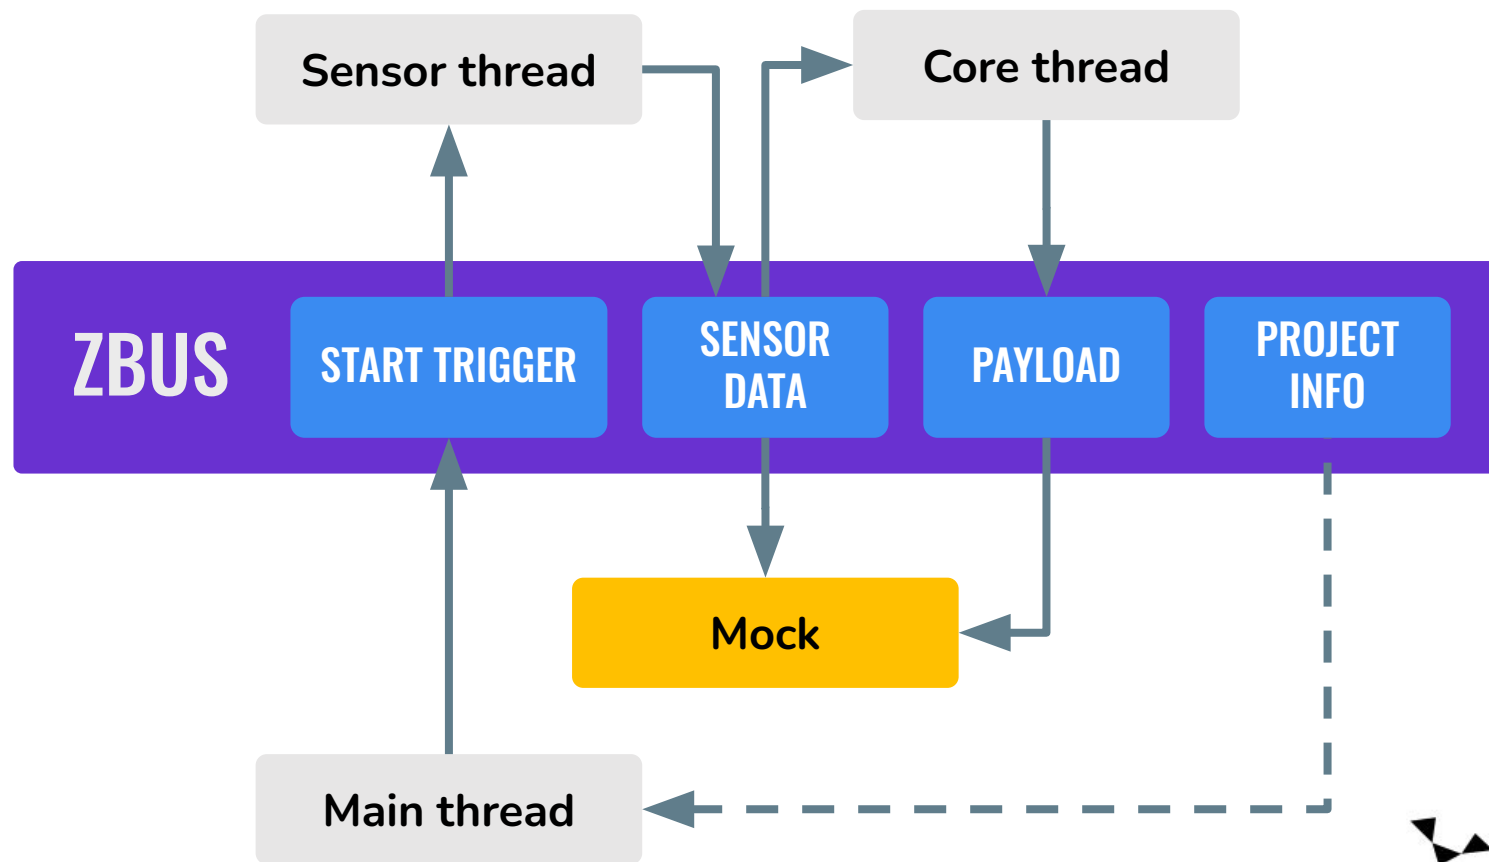 Sensor thread
Core thread
ZBUS
START TRIGGER
SENSOR
DATA
PAYLOAD
PROJECT
INFO
Mock
Main thread